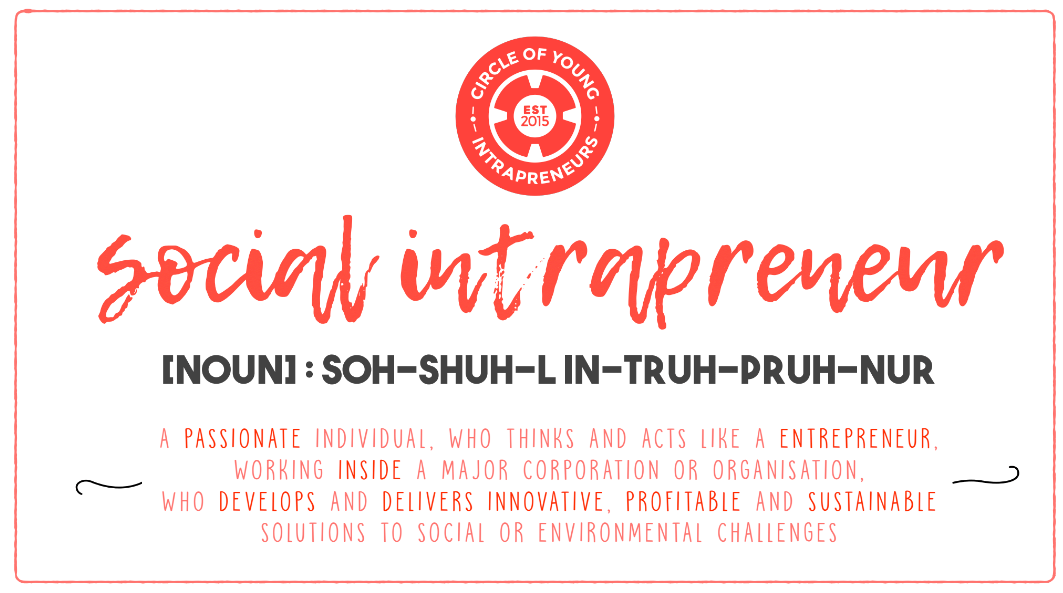 CIRCLE OF YOUNG
EST
2015
INTRAPRENEURS
social intrapreneur
[NOUN] : SOH-SHUH-L IN-TRUH-PRUH-NUR
A PASSIONATE INDIVIDUAL, WHO THINKS AND ACTS LIKE A ENTREPRENEUR,
WORKING INSIDE A MAJOR CORPORATION OR ORGANISATION,
WHO DEVELOPS AND DELIVERS INNOVATIVE, PROFITABLE AND SUSTAINABLE
SOLUTIONS TO SOCIAL OR ENVIRONMENTAL CHALLENGES